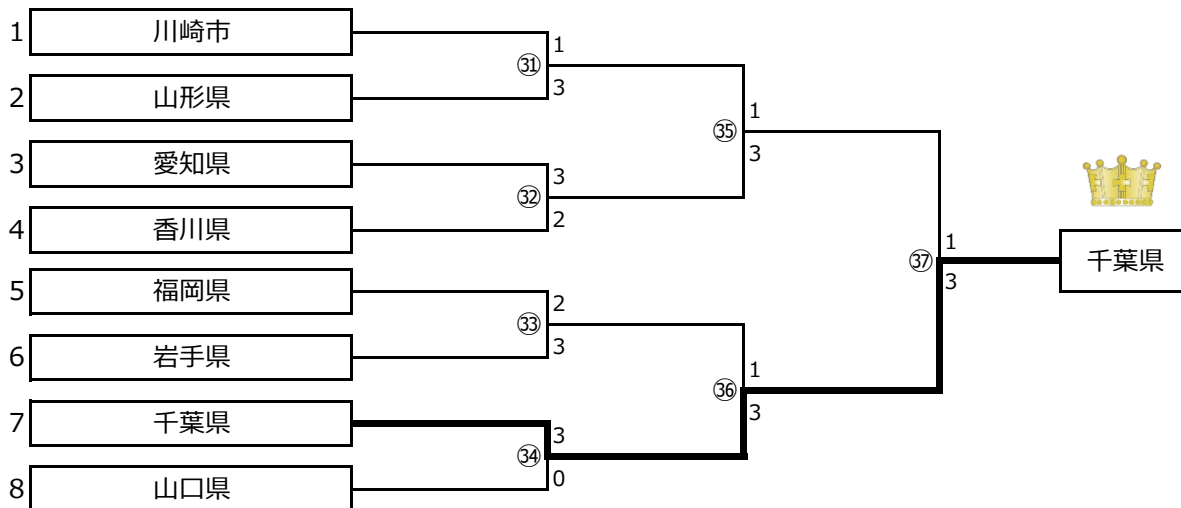 1 川崎市
2 山形県
3 愛知県
4 香川県
5 福岡県
6 岩手県
7 千葉県
8 山口県
㉛ 1
3
㉜ 3
2
㉝ 2
3
㉞ 3
0
㉟ 1
3
㊱ 1
3
㊲ 1
3
千葉県